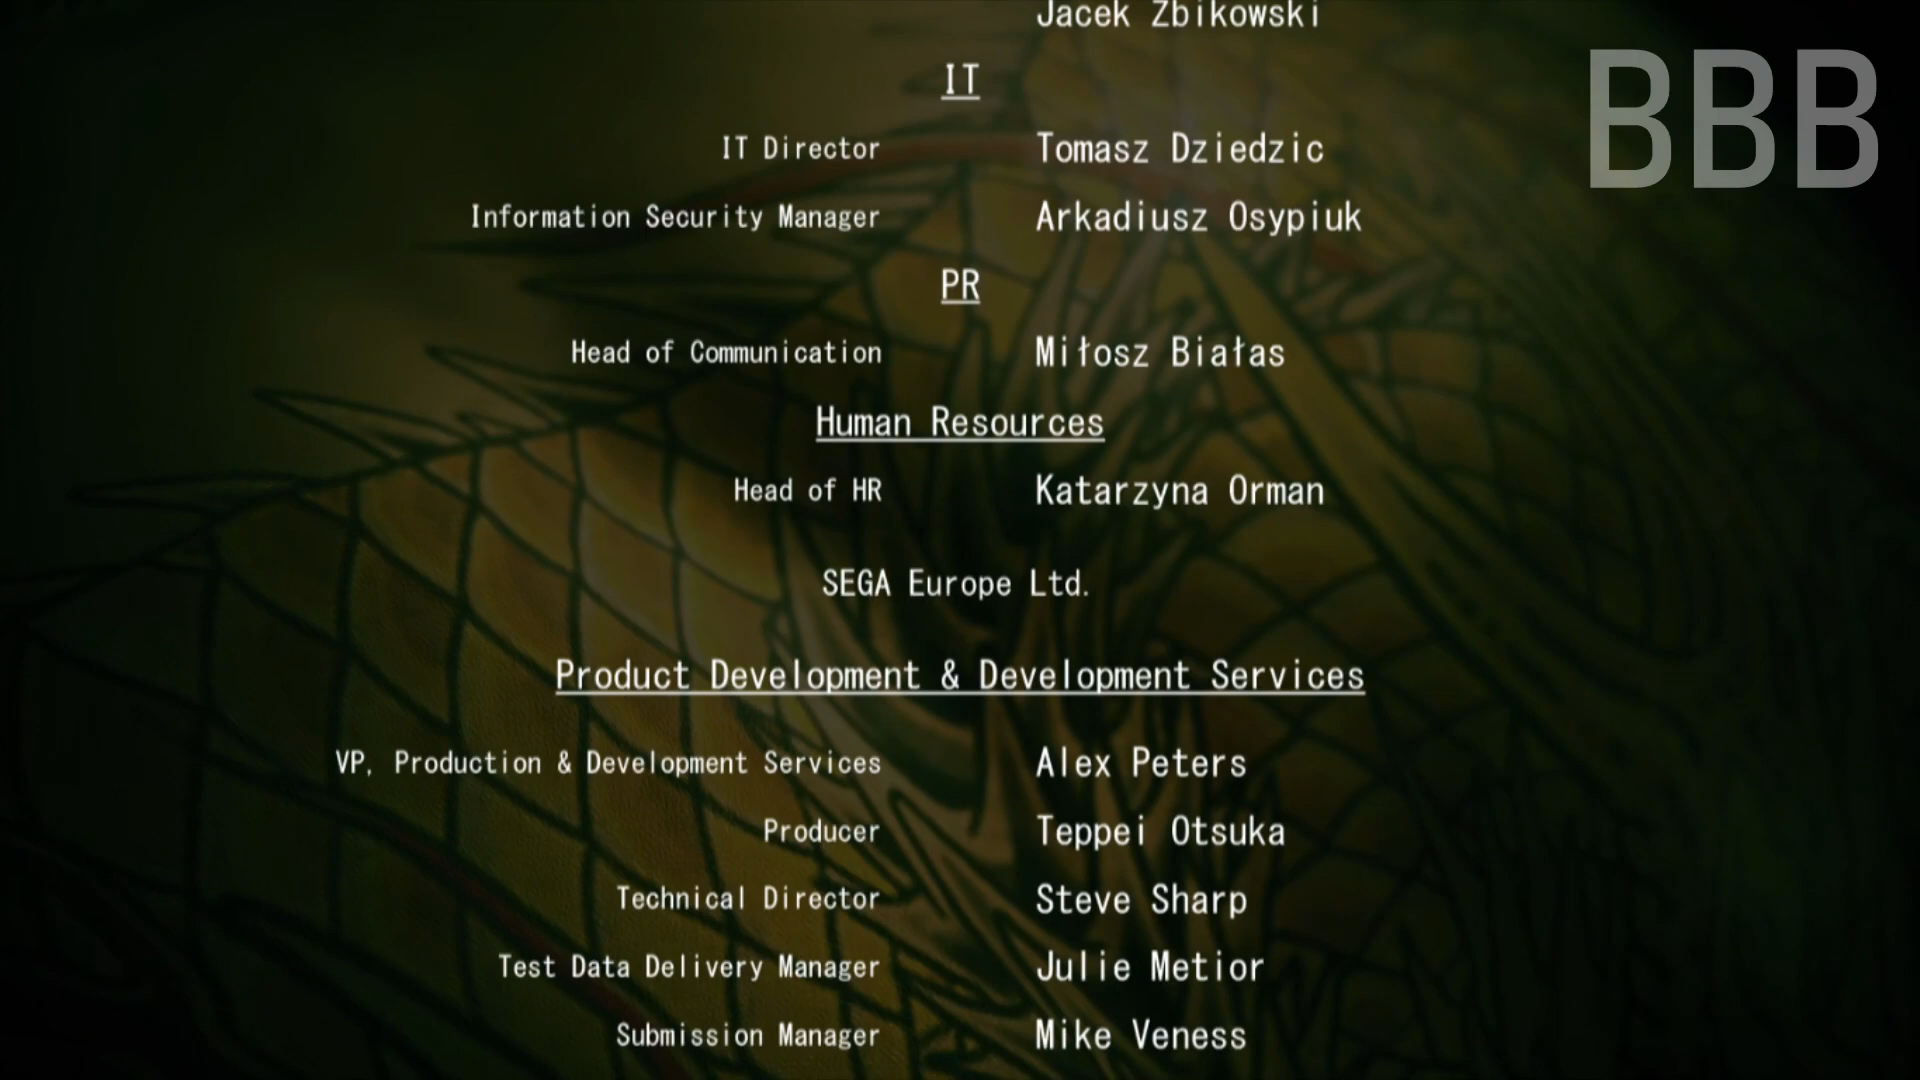 Jacek Zbikowski
BBB
IT
IT Director Tomasz Dziedzic
Information Security Manager Arkadiusz Osypiuk
PR
Head of Communication Miłosz Białas
Human Resources
Head of HR Katarzyna Orman
SEGA Europe Ltd.
Product Development & Development Services
VP, Production & Development Services Alex Peters
Producer Teppei Otsuka
Technical Director Steve Sharp
Test Data Delivery Manager Julie Metior
Submission Manager Mike Veness